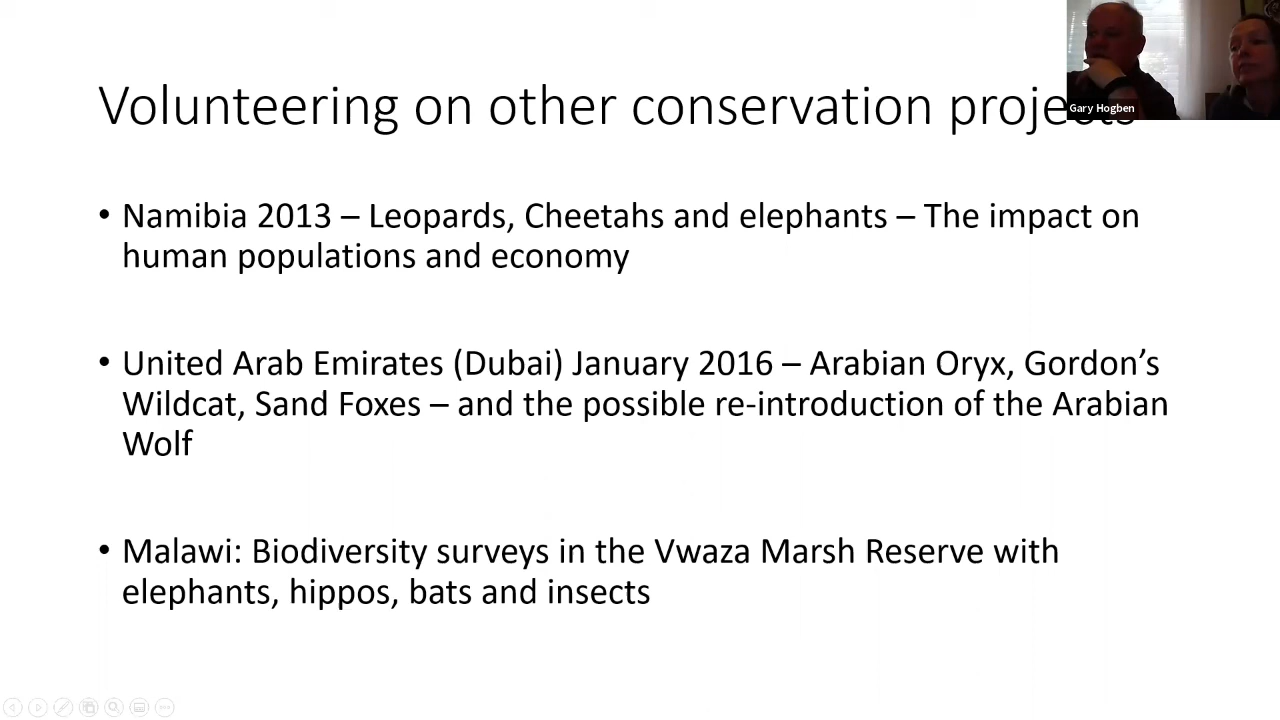 Volunteering on other conservation projects
Gary Hogben
• Namibia 2013 – Leopards, Cheetahs and elephants – The impact on
human populations and economy
• United Arab Emirates (Dubai) January 2016 – Arabian Oryx, Gordon’s
Wildcat, Sand Foxes – and the possible re-introduction of the Arabian
Wolf
• Malawi: Biodiversity surveys in the Vwaza Marsh Reserve with
elephants, hippos, bats and insects